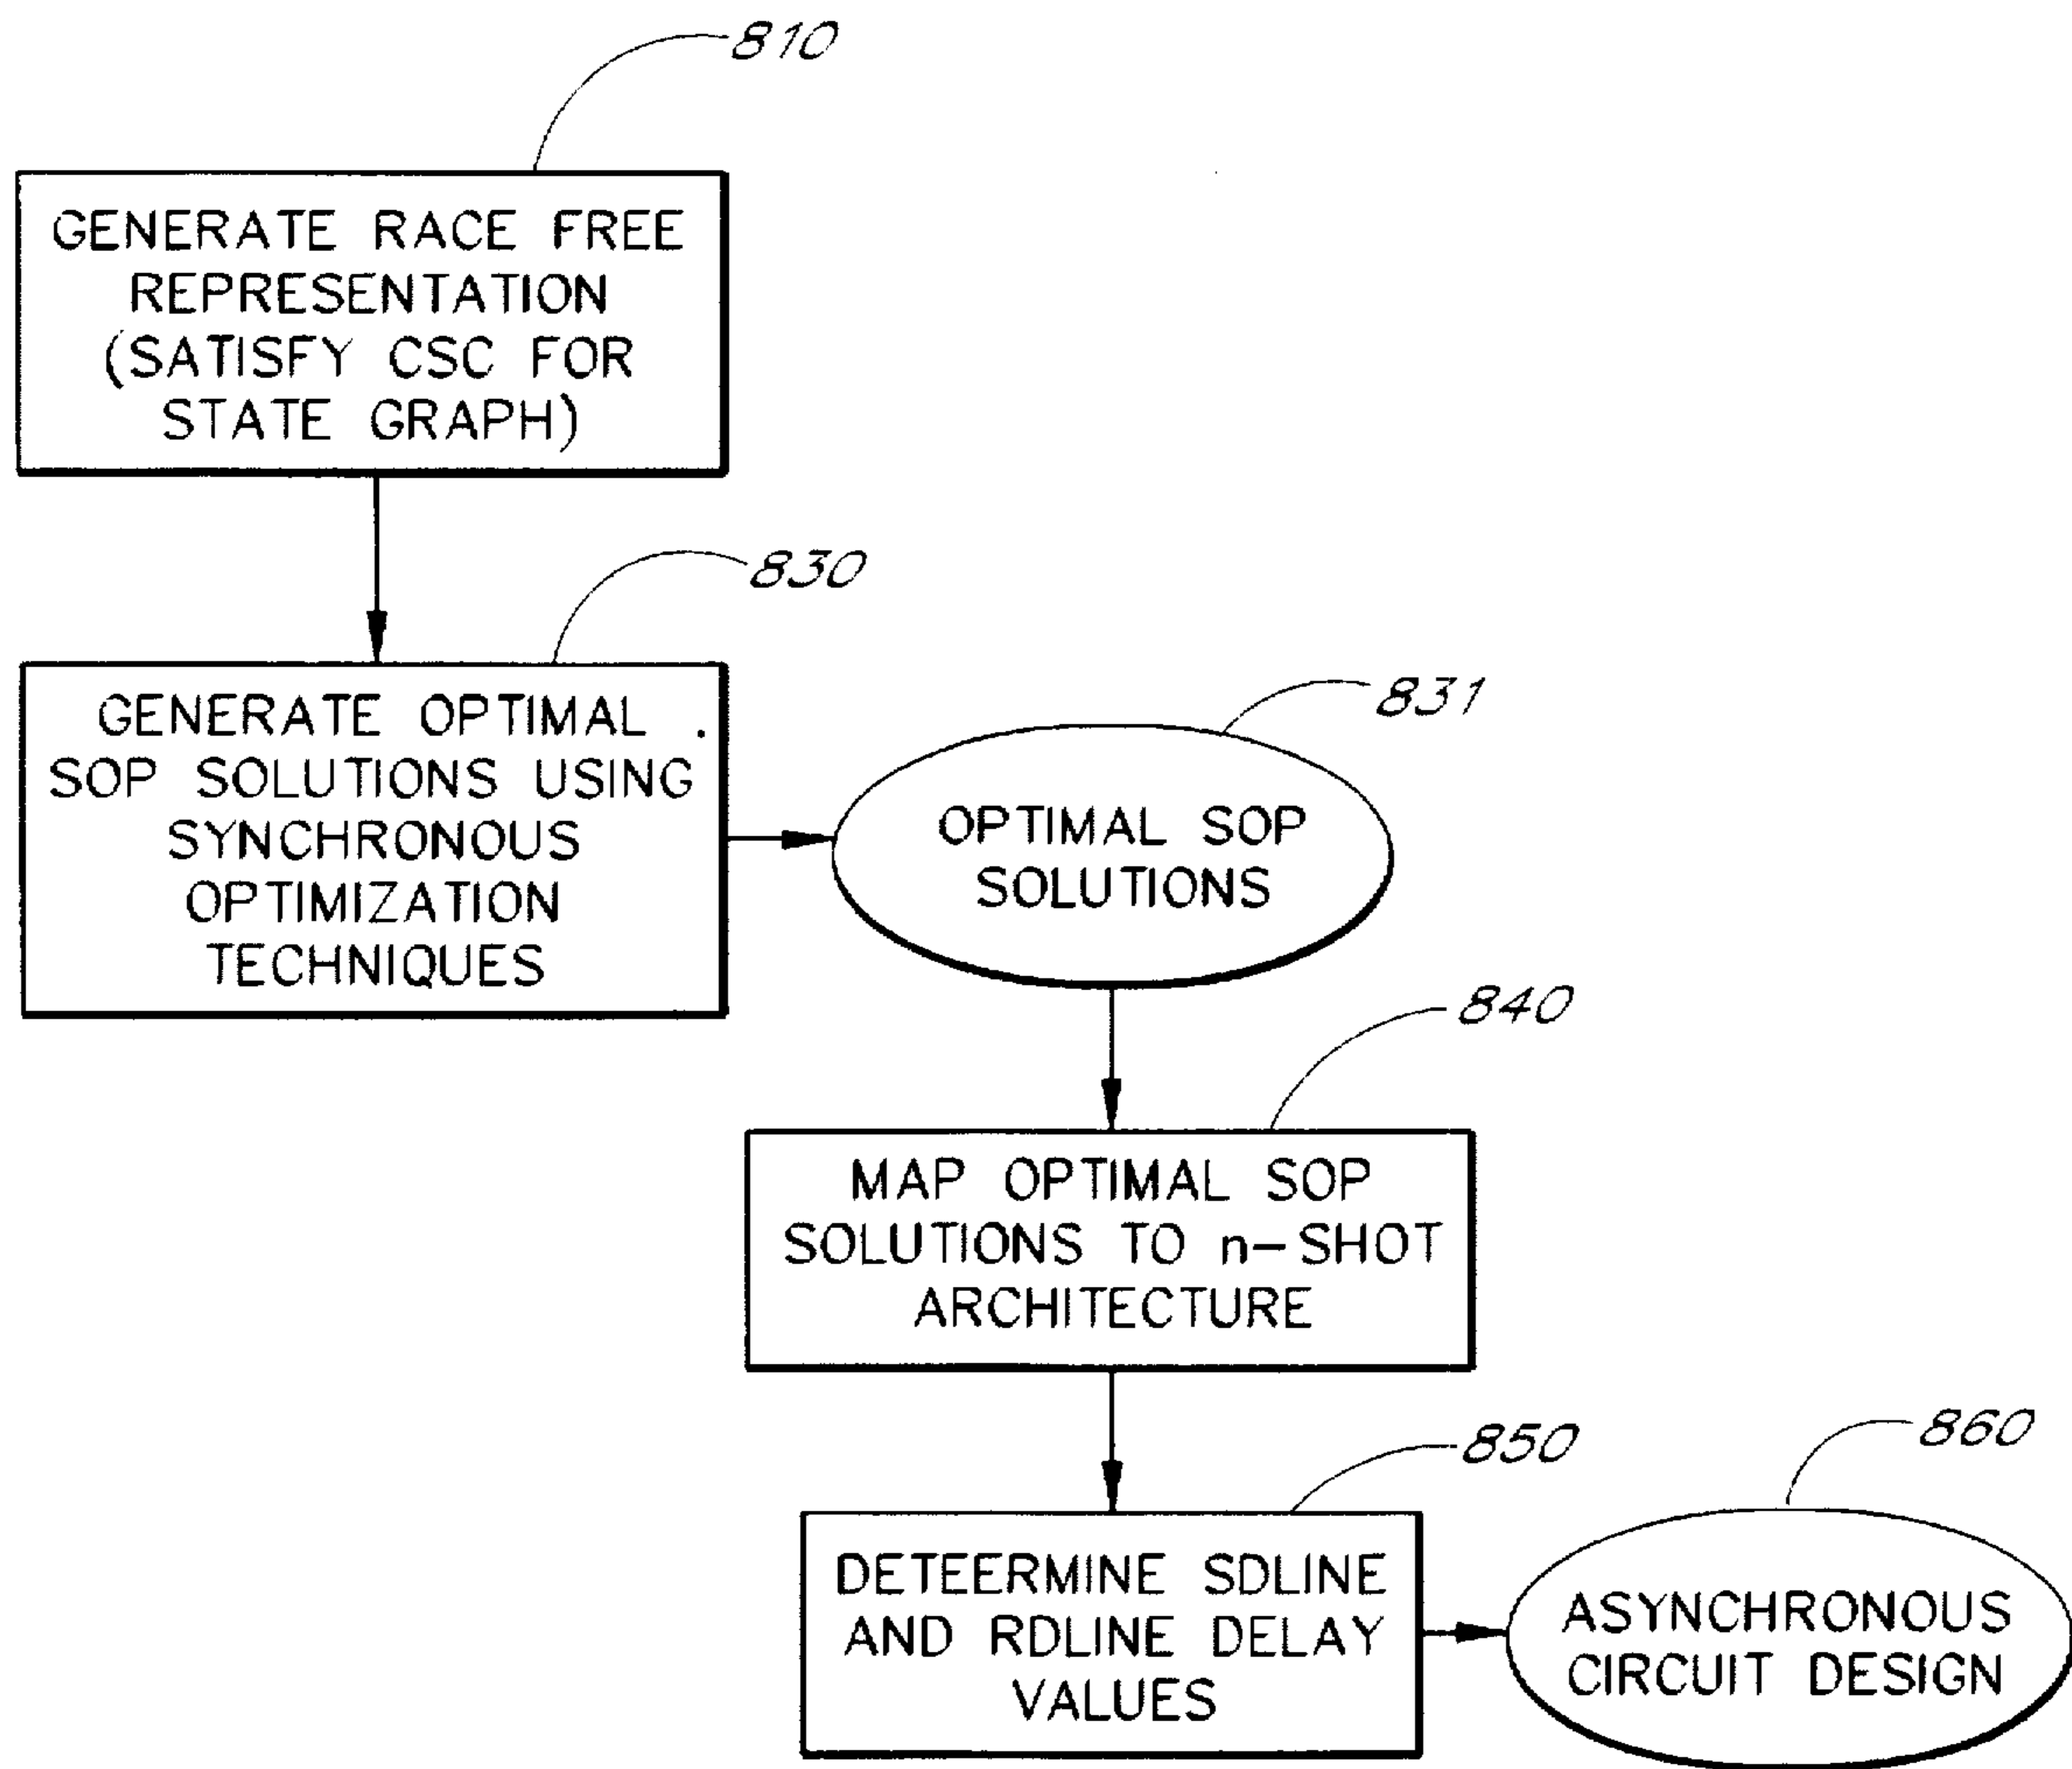 810
GENERATE RACE FREE
REPRESENTATION
(SATISFY CSC FOR
STATE GRAPH)
830
GENERATE OPTIMAL
SOP SOLUTIONS USING
SYNCHRONOUS
OPTIMIZATION
TECHNIQUES
831
OPTIMAL SOP
SOLUTIONS
840
MAP OPTIMAL SOP
SOLUTIONS TO n-SHOT
ARCHITECTURE
850
DETEERMINE SDLINE
AND RDLINE DELAY
VALUES
860
ASYNCHRONOUS
CIRCUIT DESIGN